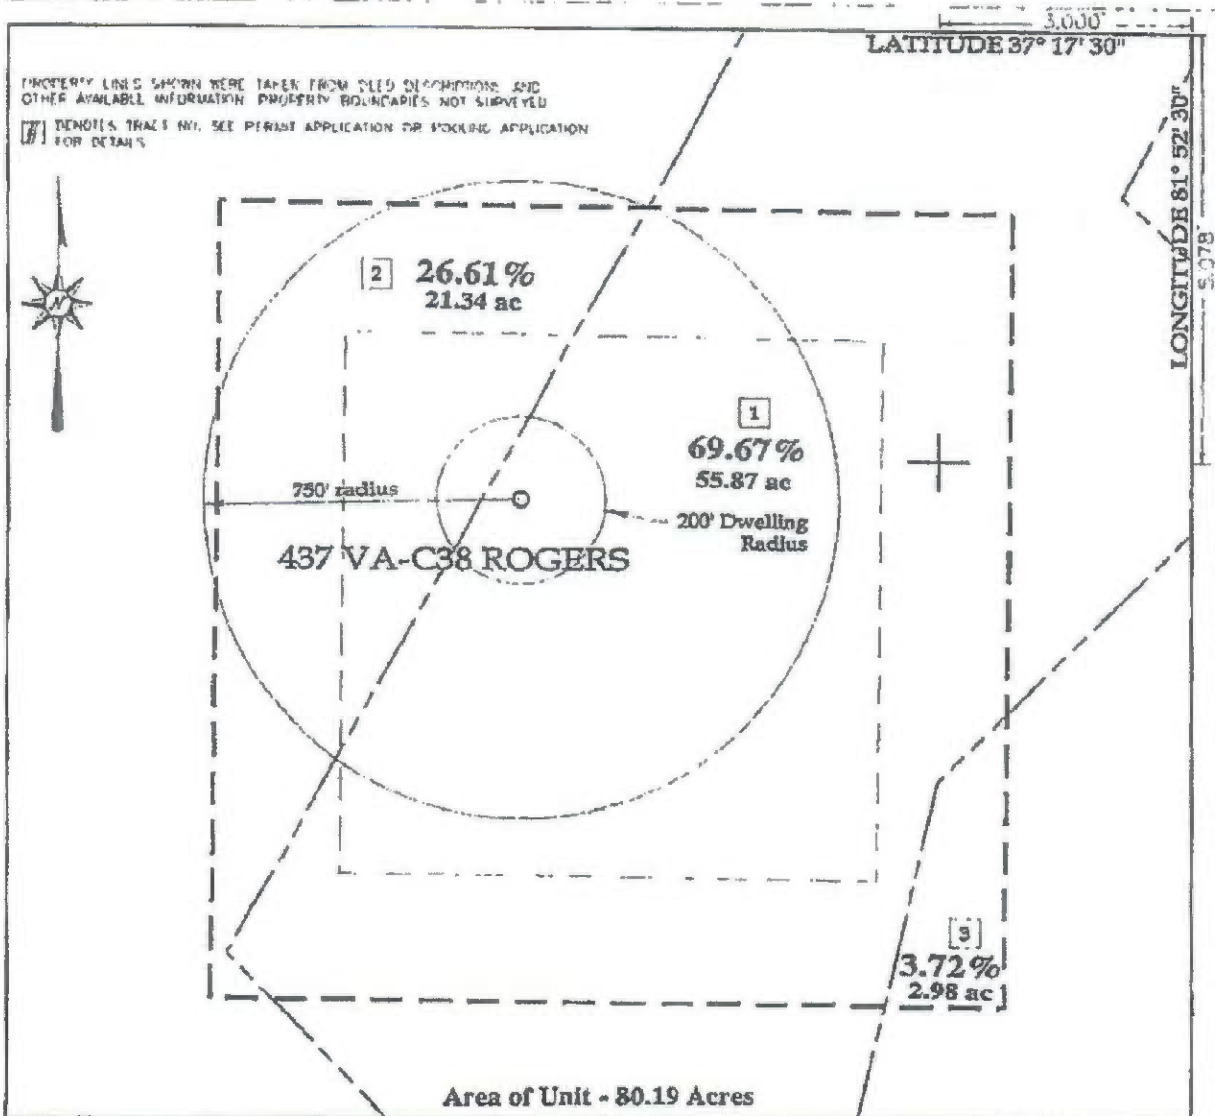 3,000'
LATITUDE 37° 17' 30"
PROPERTY LINES SHOWN WERE TAKEN FROM DEED DESCRIPTIONS AND
OTHER AVAILABLE INFORMATION PROPERTY BOUNDARIES NOT SURVEYED
[#] DENOTES TRACT NO. SEE PERMIT APPLICATION OR POOLING APPLICATION
FOR DETAILS
LONGITUDE 81° 52' 30"
5,078'
N
2 26.61%
21.34 ac
1
69.67%
55.87 ac
750' radius
200' Dwelling
Radius
437 VA-C38 ROGERS
3
3.72%
2.98 ac
Area of Unit - 80.19 Acres